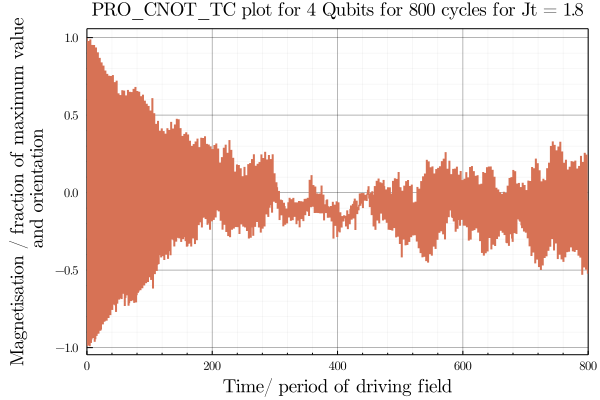 PRO_CNOT_TC plot for 4 Qubits for 800 cycles for Jt = 1.8
Magnetisation / fraction of maximum value
and orientation
1.0
0.5
0.0
−0.5
−1.0
0
200
400
600
800
Time/ period of driving field